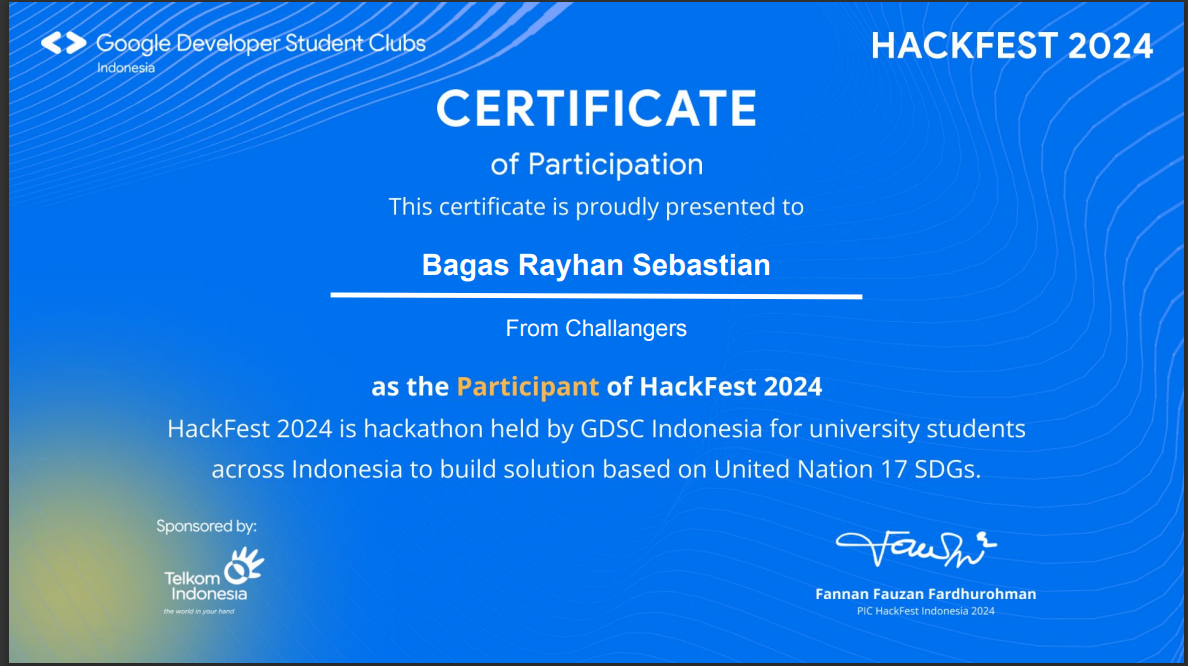 Google Developer Student Clubs
Indonesia
HACKFEST 2024
CERTIFICATE
of Participation
This certificate is proudly presented to
Bagas Rayhan Sebastian
From Challangers
as the Participant of HackFest 2024
HackFest 2024 is hackathon held by GDSC Indonesia for university students
across Indonesia to build solution based on United Nation 17 SDGs.
Sponsored by:
Telkom
Indonesia
the world in your hand
Fannan Fauzan Fardhurohman
PIC HackFest Indonesia 2024